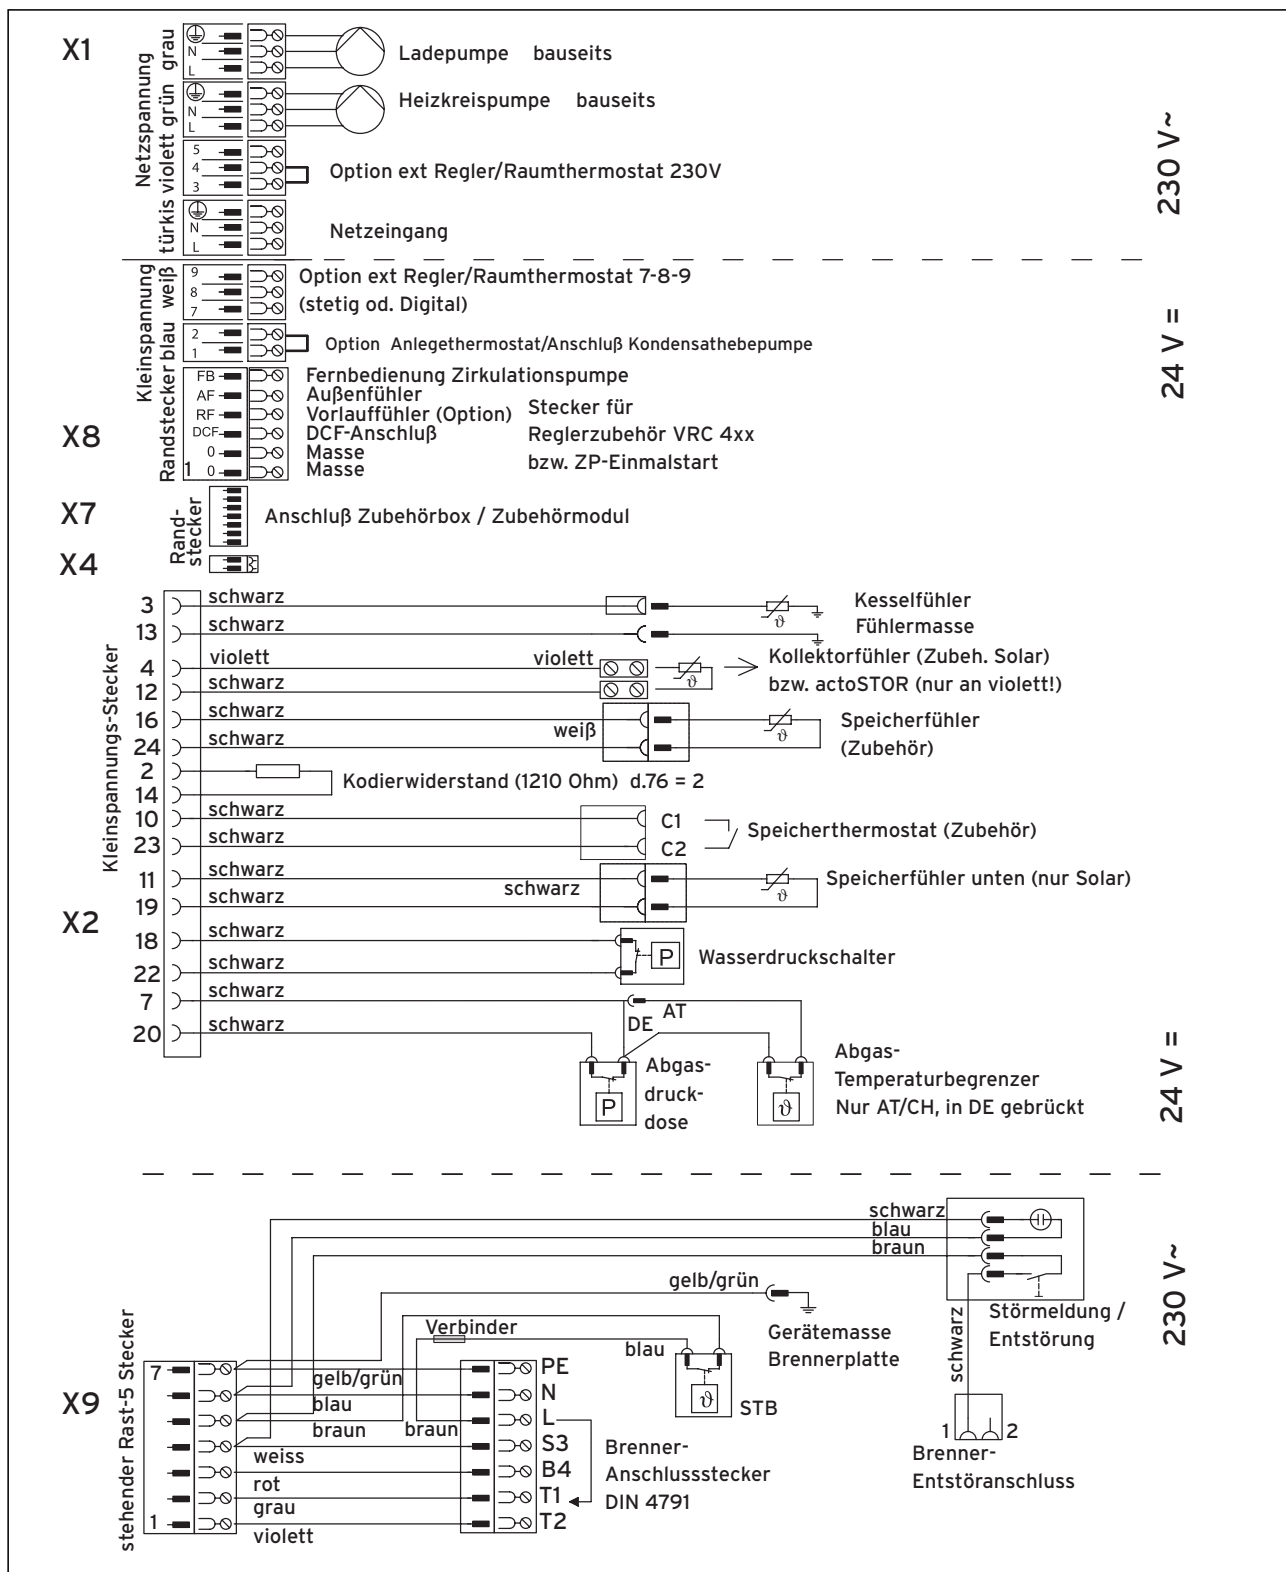 X1
Netzspannung
türkis violett grün grau
N
L
Ladepumpe bauseits
N
L
Heizkreispumpe bauseits
5
4
3
Option ext Regler/Raumthermostat 230V
N
L
Netzeingang
230 V~
Kleinspannung
Randstecker blau weiß
9
8
7
Option ext Regler/Raumthermostat 7-8-9
(stetig od. Digital)
2
1
Option Anlegethermostat/Anschluß Kondensathebepumpe
24 V =
X8
FB
Fernbedienung Zirkulationspumpe
AF
Außenfühler
RF
Vorlauffühler (Option)
DCF
DCF-Anschluß
0
Masse
1 0
Masse
Stecker für
Reglerzubehör VRC 4xx
bzw. ZP-Einmalstart
X7
Rand-
stecker
Anschluß Zubehörbox / Zubehörmodul
X4
Kleinspannungs-Stecker
X2
3 schwarz
Kesselfühler
13 schwarz
Fühlermasse
ϑ
4 violett violett
Kollektorfühler (Zubeh. Solar)
12 schwarz
ϑ
bzw. actoSTOR (nur an violett!)
16 schwarz
weiß
Speicherfühler
24 schwarz
ϑ
(Zubehör)
2
14
Kodierwiderstand (1210 Ohm) d.76 = 2
10 schwarz
C1
23 schwarz
C2
Speicherthermostat (Zubehör)
11 schwarz
schwarz
Speicherfühler unten (nur Solar)
19 schwarz
ϑ
18 schwarz
P
Wasserdruckschalter
22 schwarz
7 schwarz
AT
20 schwarz
DE
Abgas-
druck-
dose
P
ϑ
Abgas-
Temperaturbegrenzer
Nur AT/CH, in DE gebrückt
24 V =
schwarz
blau
braun
Störmeldung /
Entstörung
230 V~
gelb/grün
Gerätemasse
Brennerplatte
schwarz
Verbinder
blau
ϑ
STB
1 2
Brenner-
Entstöranschluss
X9
stehender Rast-5 Stecker
7
1
gelb/grün
blau
braun
braun
weiss
rot
grau
violett
PE
N
L
S3
B4
T1
T2
Brenner-
Anschlussstecker
DIN 4791